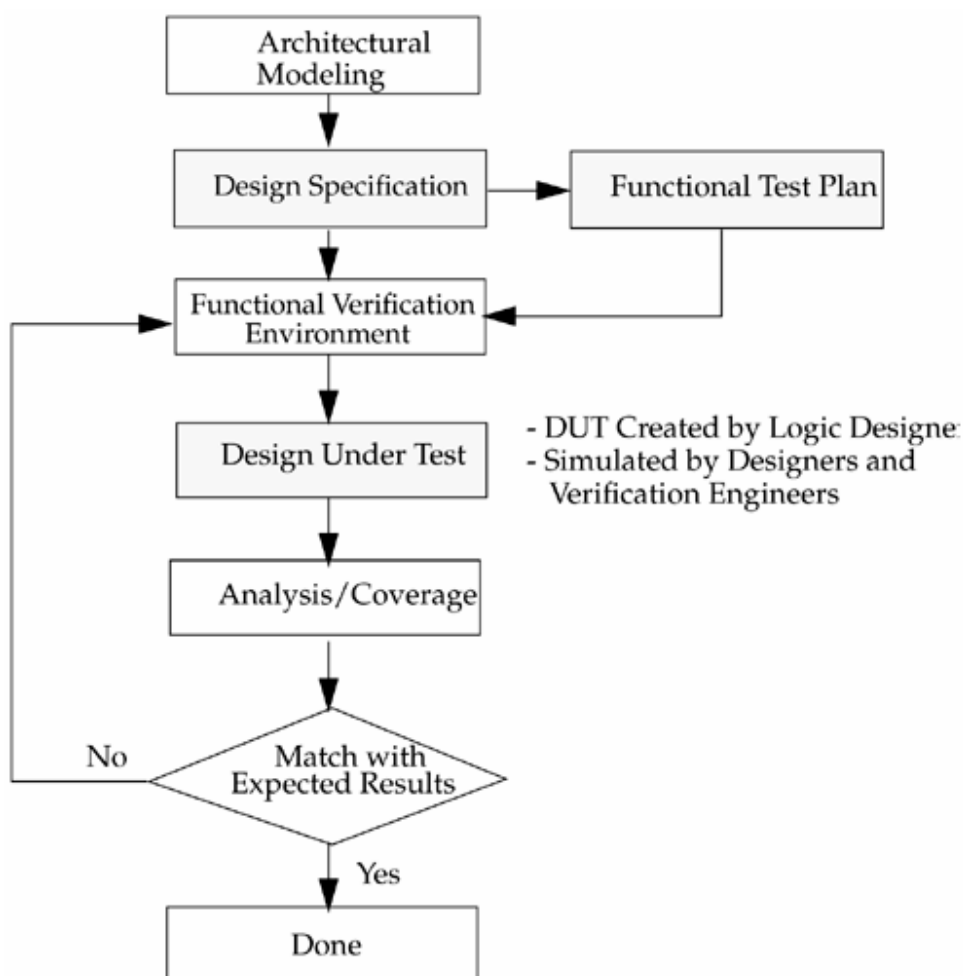 Architectural
Modeling
Design Specification
Functional Test Plan
Functional Verification
Environment
Design Under Test
- DUT Created by Logic Designe
- Simulated by Designers and
Verification Engineers
Analysis/Coverage
No
Match with
Expected Results
Yes
Done